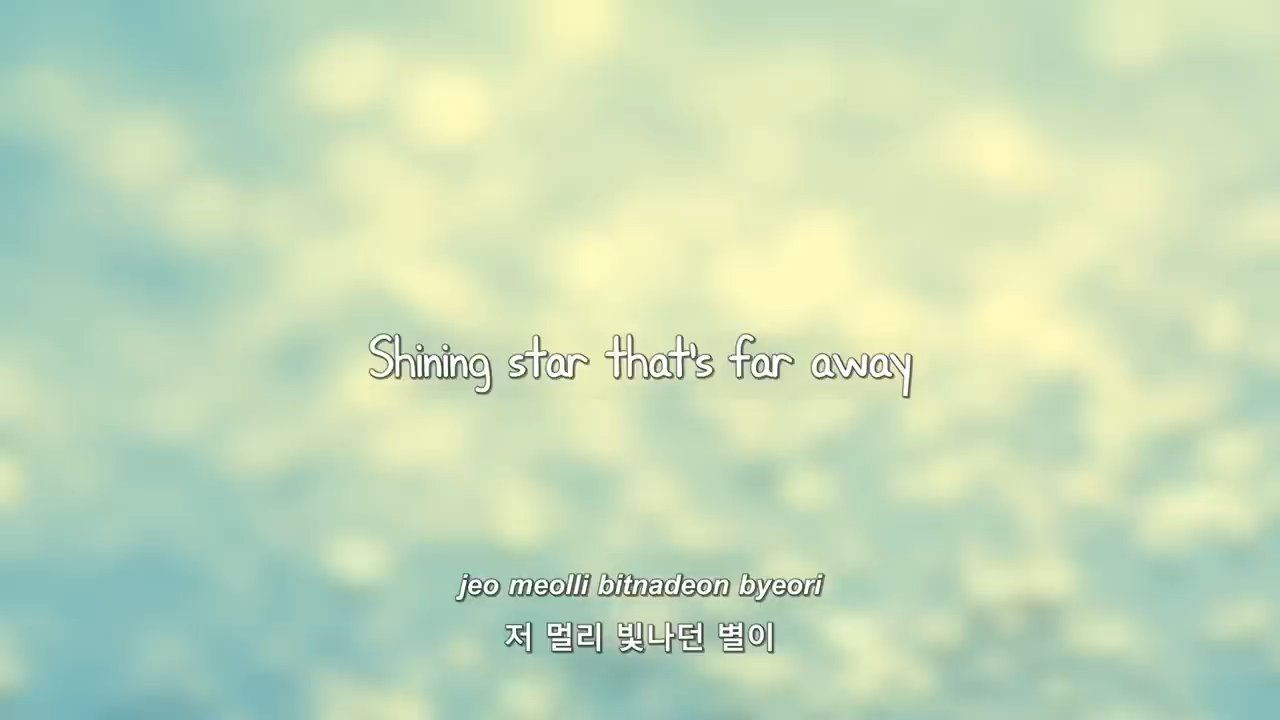 Shining star that's far away
jeo meolli bitnadeon byeori
저 멀리 빛나던 별이